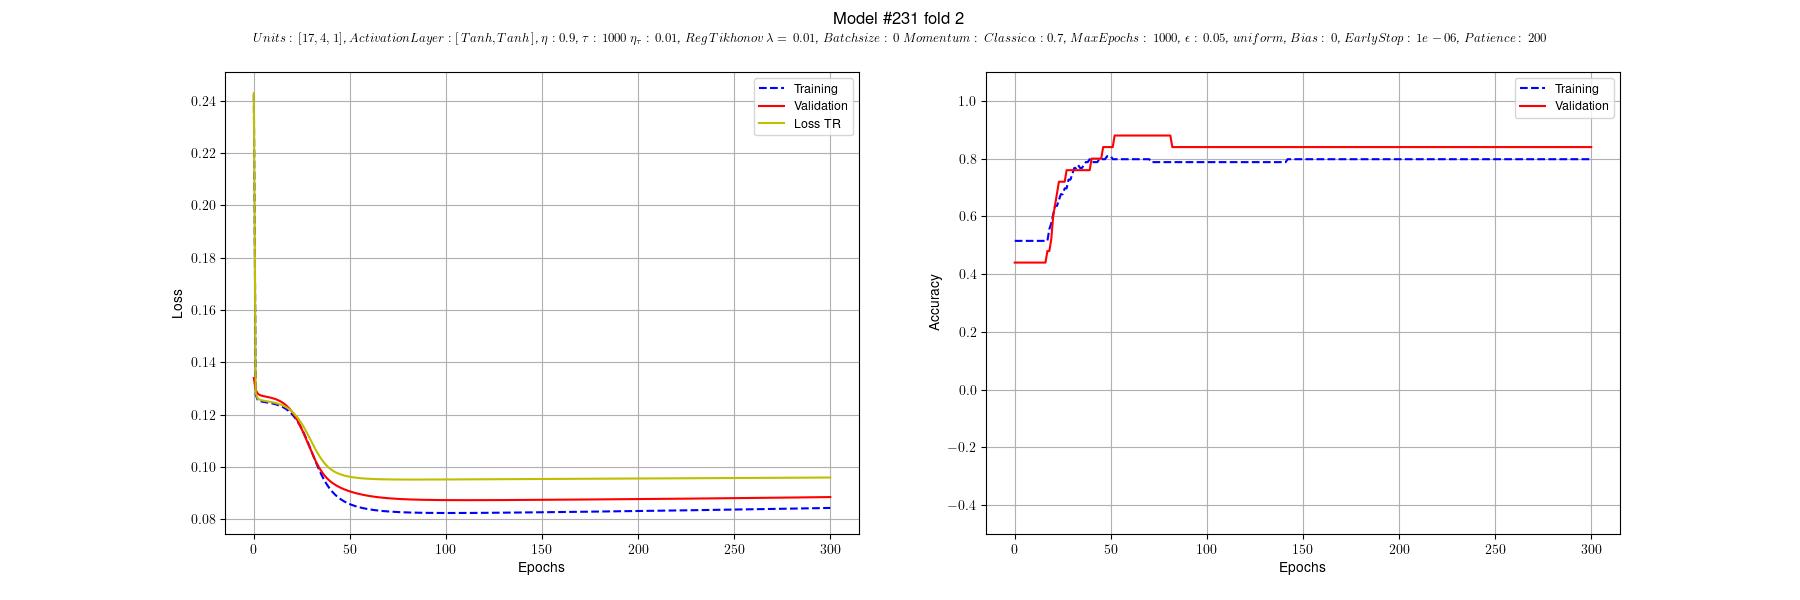 Model #231 fold 2
Units : [17, 4, 1], ActivationLayer : [Tanh, Tanh], η : 0.9, τ : 1000 ητ : 0.01, RegTikhonov λ = 0.01, Batchsize : 0 Momentum : Classic α : 0.7, MaxEpochs : 1000, ϵ : 0.05, uniform, Bias : 0, EarlyStop : 1e − 06, Patience : 200
Loss
0.24
0.22
0.20
0.18
0.16
0.14
0.12
0.10
0.08
Training
Validation
Loss TR
0 50 100 150 200 250 300
Epochs
Accuracy
1.0
0.8
0.6
0.4
0.2
0.0
−0.2
−0.4
Training
Validation
0 50 100 150 200 250 300
Epochs